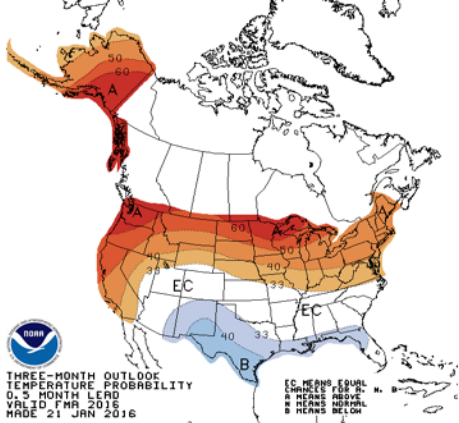 50
60
A
A
60
A
A
50
40
40
33
33
EC
EC
40
33
B
NOAA
THREE-MONTH OUTLOOK
TEMPERATURE PROBABILITY
0.5 MONTH LEAD
VALID FMA 2016
MADE 21 JAN 2016
EC MEANS EQUAL
CHANCES FOR A, N, B
A MEANS ABOVE
N MEANS NORMAL
B MEANS BELOW